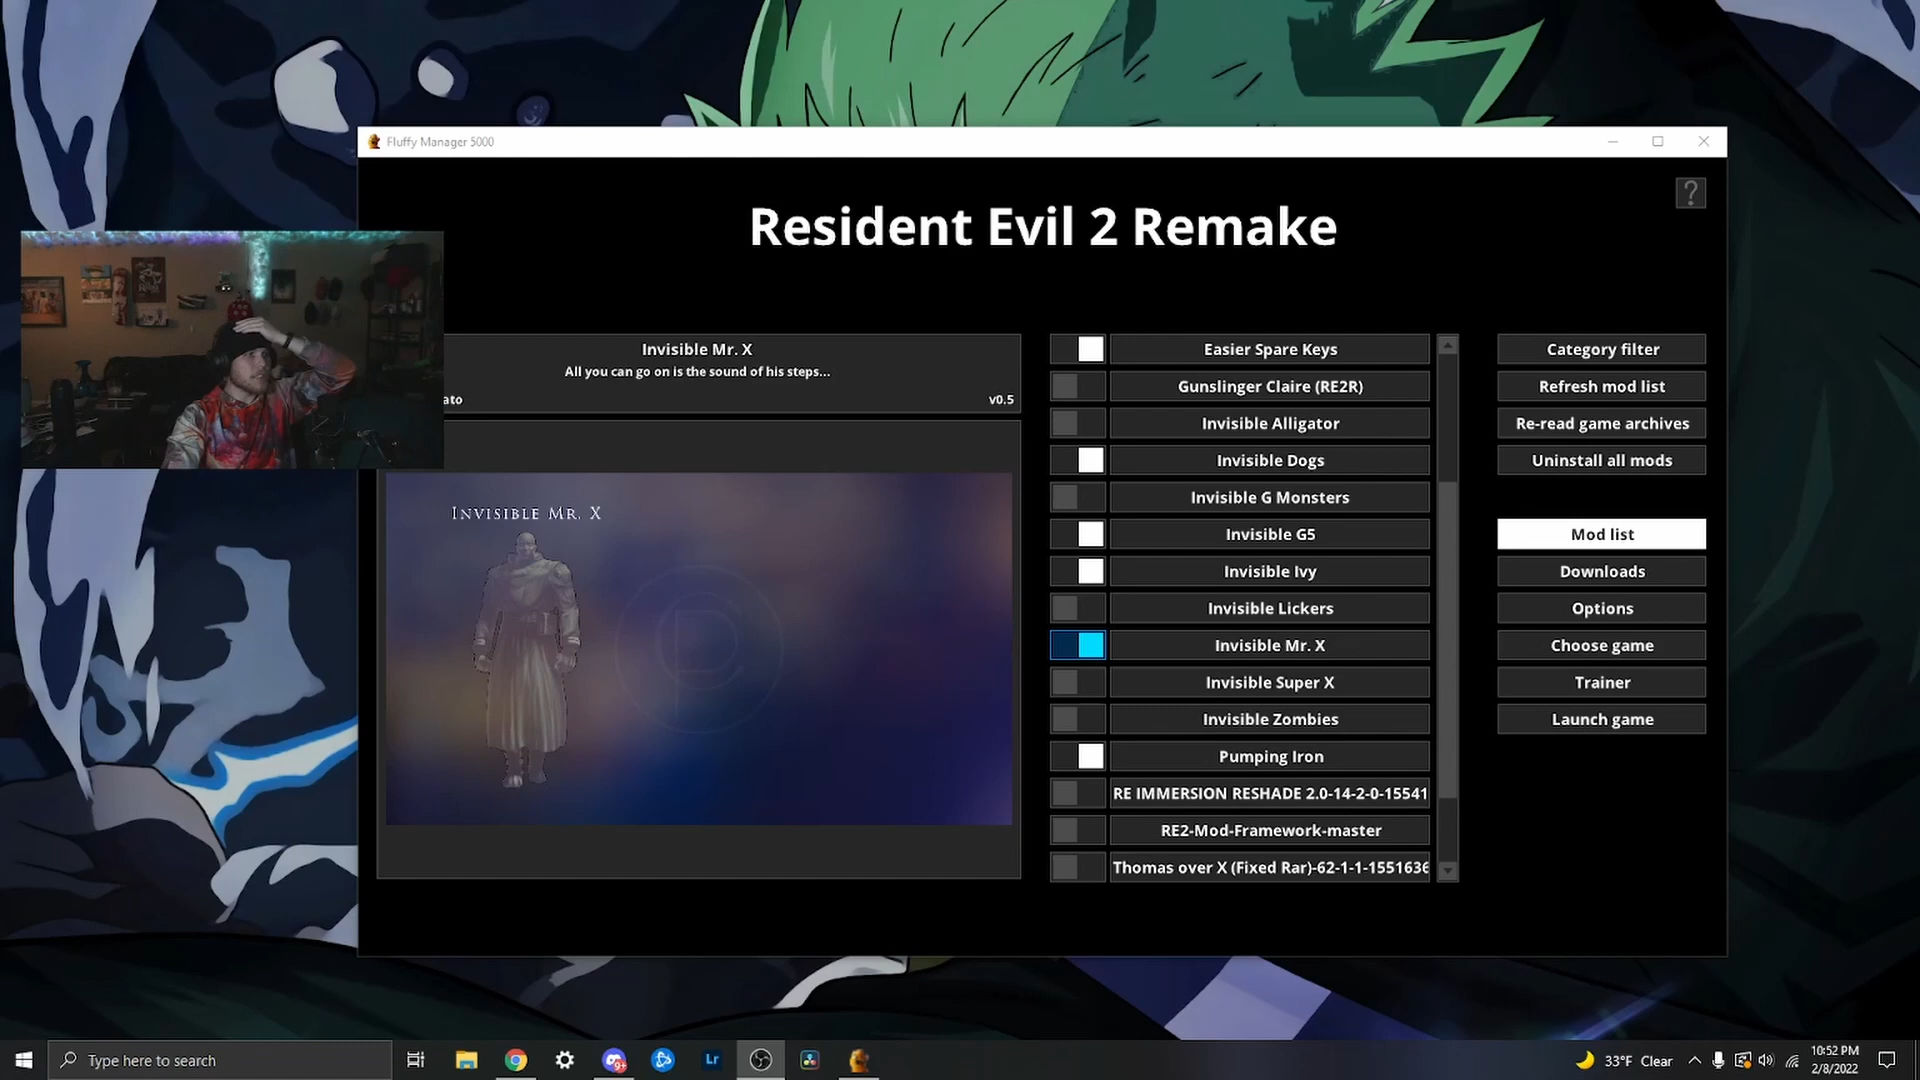 Fluffy Manager 5000
?
Resident Evil 2 Remake
Invisible Mr. X
All you can go on is the sound of his steps...
ato
v0.5
INVISIBLE MR. X
Easier Spare Keys
Gunslinger Claire (RE2R)
Invisible Alligator
Invisible Dogs
Invisible G Monsters
Invisible G5
Invisible Ivy
Invisible Lickers
Invisible Mr. X
Invisible Super X
Invisible Zombies
Pumping Iron
RE IMMERSION RESHADE 2.0-14-2-0-15541
RE2-Mod-Framework-master
Thomas over X (Fixed Rar)-62-1-1-1551636
Category filter
Refresh mod list
Re-read game archives
Uninstall all mods
Mod list
Downloads
Options
Choose game
Trainer
Launch game
Type here to search
9+
Lr
33°F Clear
10:52 PM
2/8/2022